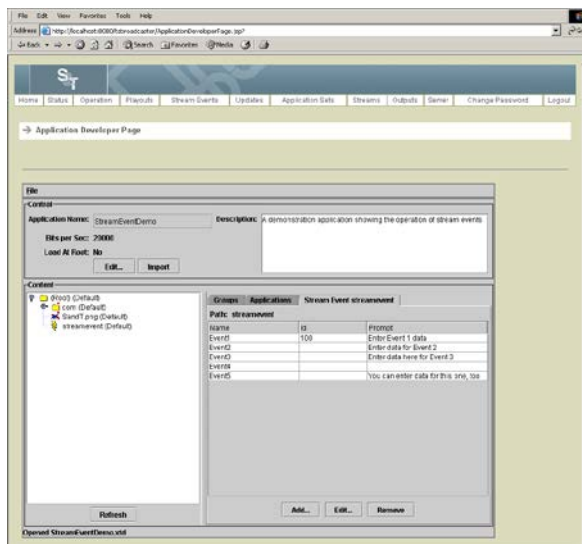 File Edit View Favorites Tools Help
Address http://localhost:8080/tsbroadcaster/ApplicationDeveloperPage.jsp?
Back Search Favorites Media
S&T
Home Status Operation Playouts Stream Events Updates Application Sets Streams Outputs Server Change Password Logout
Application Developer Page
File
Control
Application Name: StreamEventDemo Description: A demonstration application showing the operation of stream events
Bits per Sec: 20000
Load At Root: No
Edit... Import
Content
(Root) (Default)
com (Default)
SandT.png (Default)
streamevent (Default)
Groups Applications Stream Event streamevent
Path: streamevent
Name Id Prompt
Event1 100 Enter Event 1 data
Event2 Enter data for Event 2
Event3 Enter data here for Event 3
Event4
Event5 You can enter data for this one, too
Add... Edit... Remove
Refresh
Opened StreamEventDemo.xtd